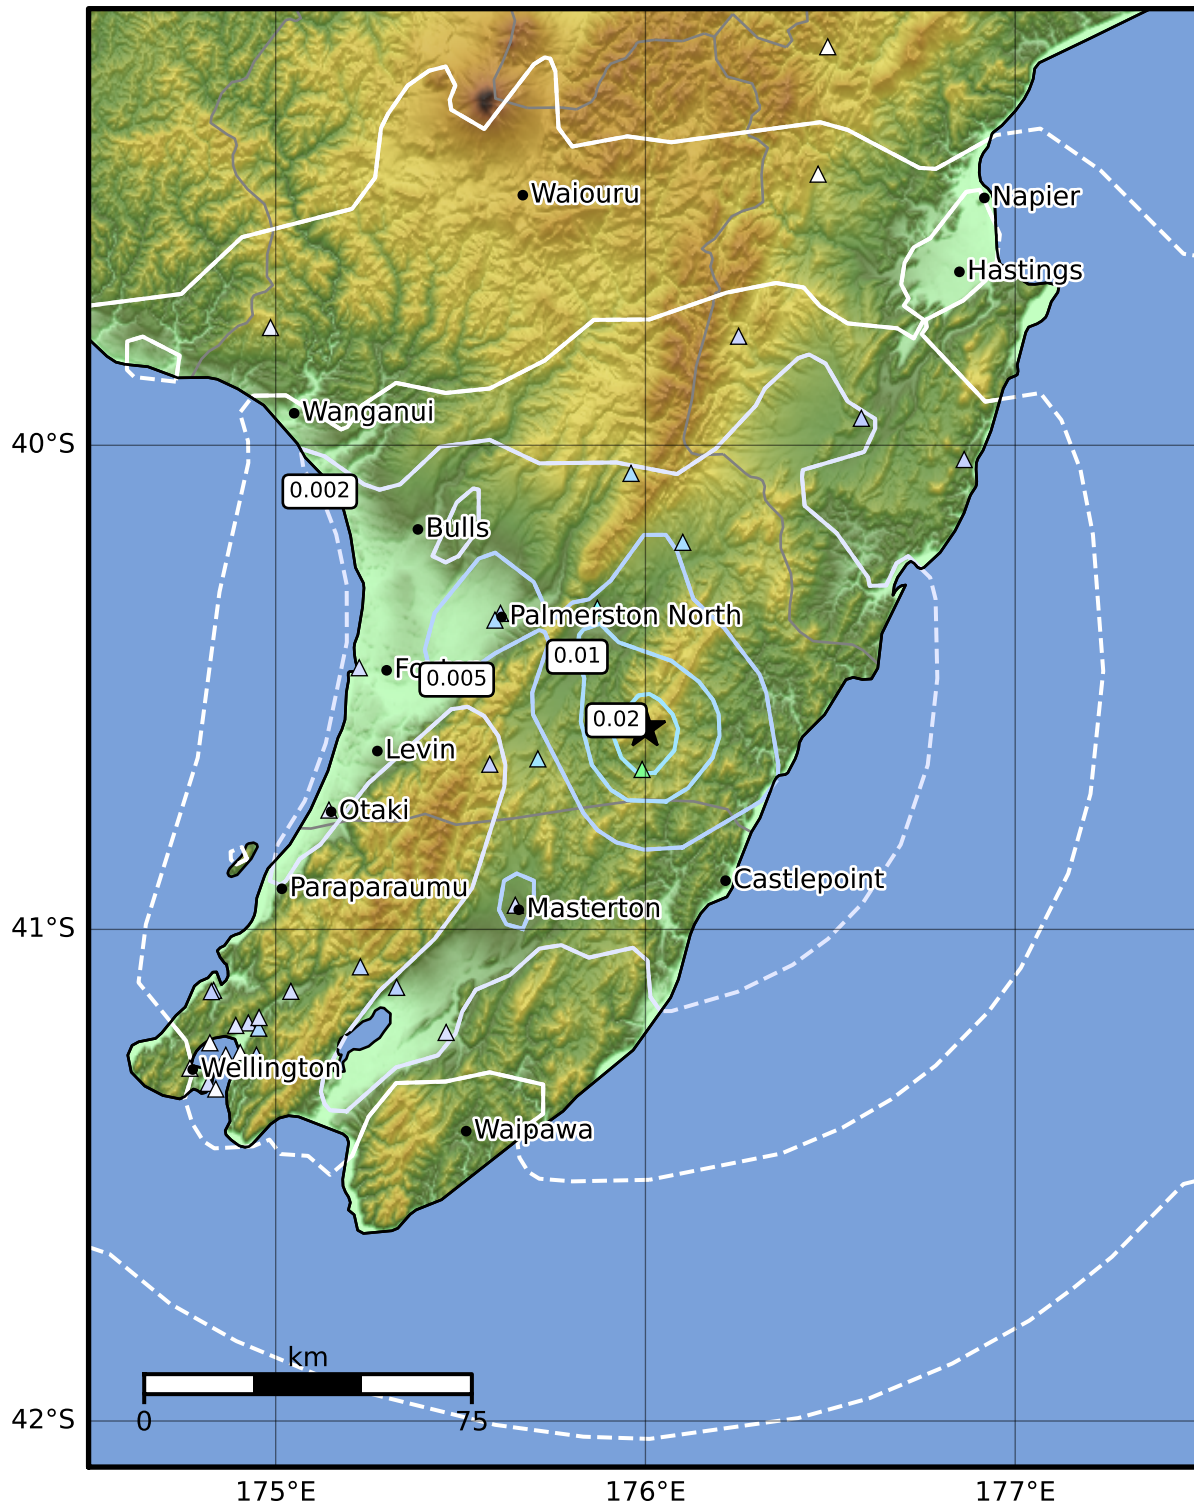 Waiouru
Napier
Hastings
Wanganui
40°S
0.002
Bulls
Palmerston North
0.01
0.005
0.02
Levin
Otaki
Castlepoint
Paraparaumu
Masterton
41°S
Wellington
Waipawa
km
0
75
42°S
175°E
176°E
177°E